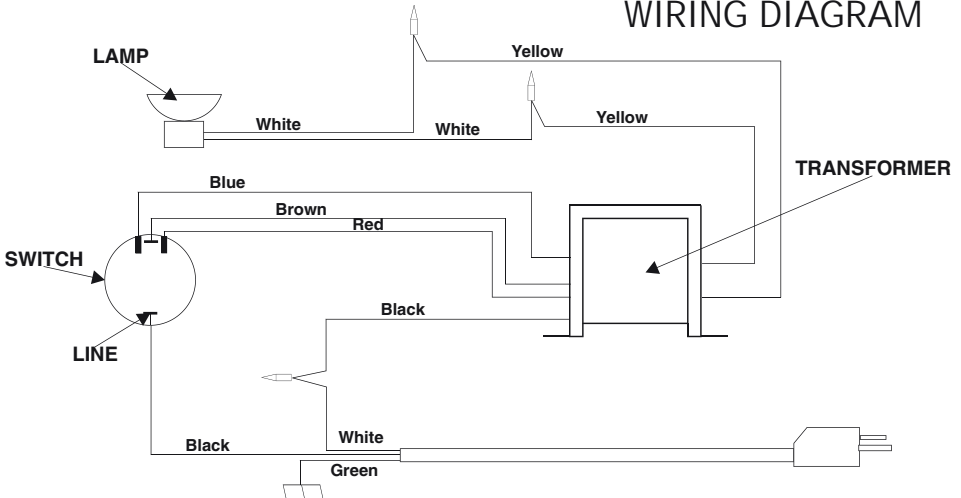 WIRING DIAGRAM
Yellow
LAMP
White
White
Yellow
TRANSFORMER
Blue
Brown
Red
SWITCH
Black
LINE
White
Black
Green